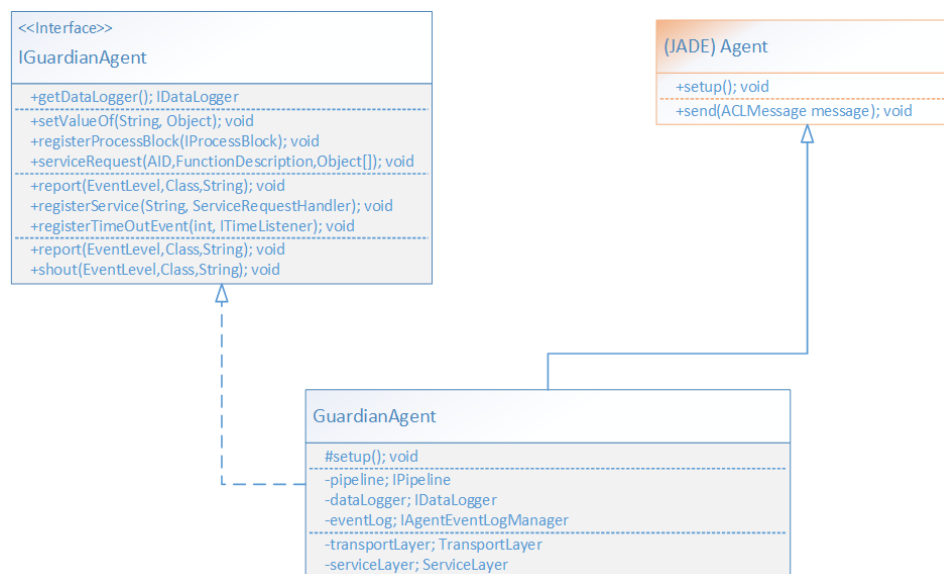 <<Interface>>
IGuardianAgent
+getDataLogger(); IDataLogger
+setValueOf(String, Object); void
+registerProcessBlock(IProcessBlock); void
+serviceRequest(AID,FunctionDescription,Object[]); void
+report(EventLevel,Class,String); void
+registerService(String, ServiceRequestHandler); void
+registerTimeOutEvent(int, ITimeListener); void
+report(EventLevel,Class,String); void
+shout(EventLevel,Class,String); void
(JADE) Agent
+setup(); void
+send(ACLMessage message); void
GuardianAgent
#setup(); void
-pipeline; IPipeline
-dataLogger; IDataLogger
-eventLog; IAgentEventLogManager
-transportLayer; TransportLayer
-serviceLayer; ServiceLayer